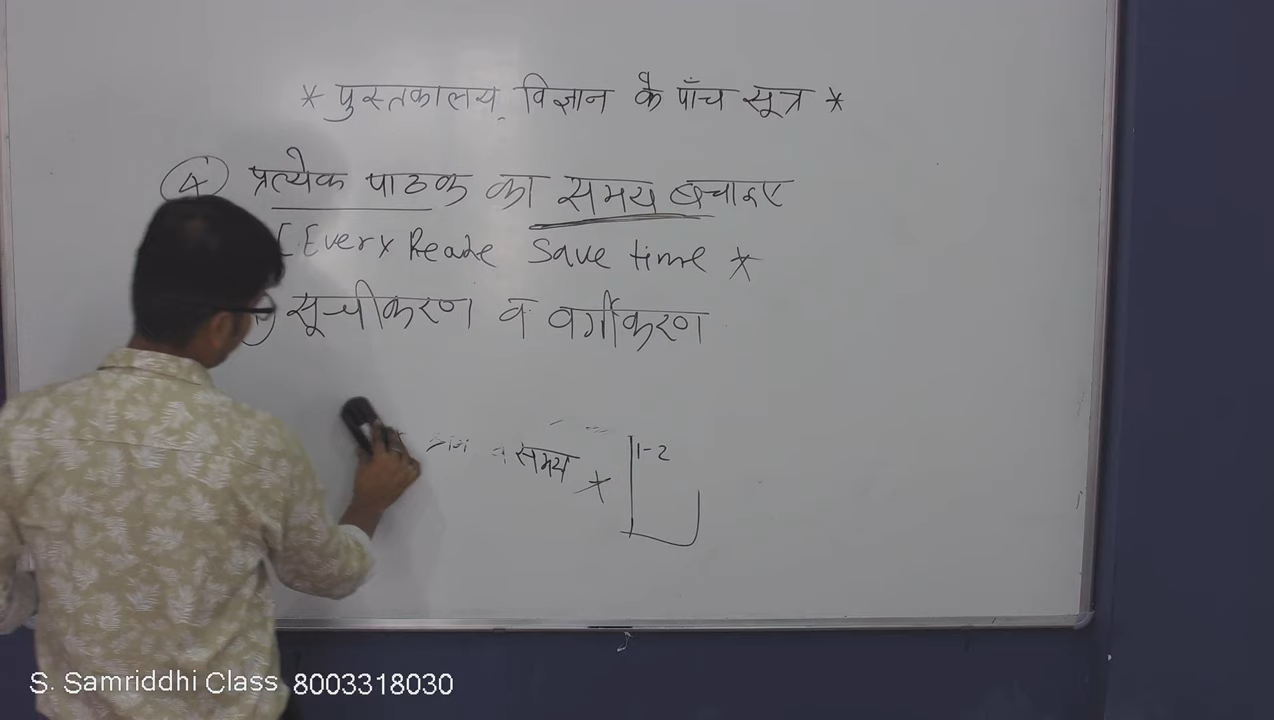 * पुस्तकालय विज्ञान के पाँच सूत्र *
4 प्रत्येक पाठक का समय बचाइए
[ Every Reade Save time *
सूचीकरण व वर्गीकरण
समय * 1-2
S. Samriddhi Class 8003318030